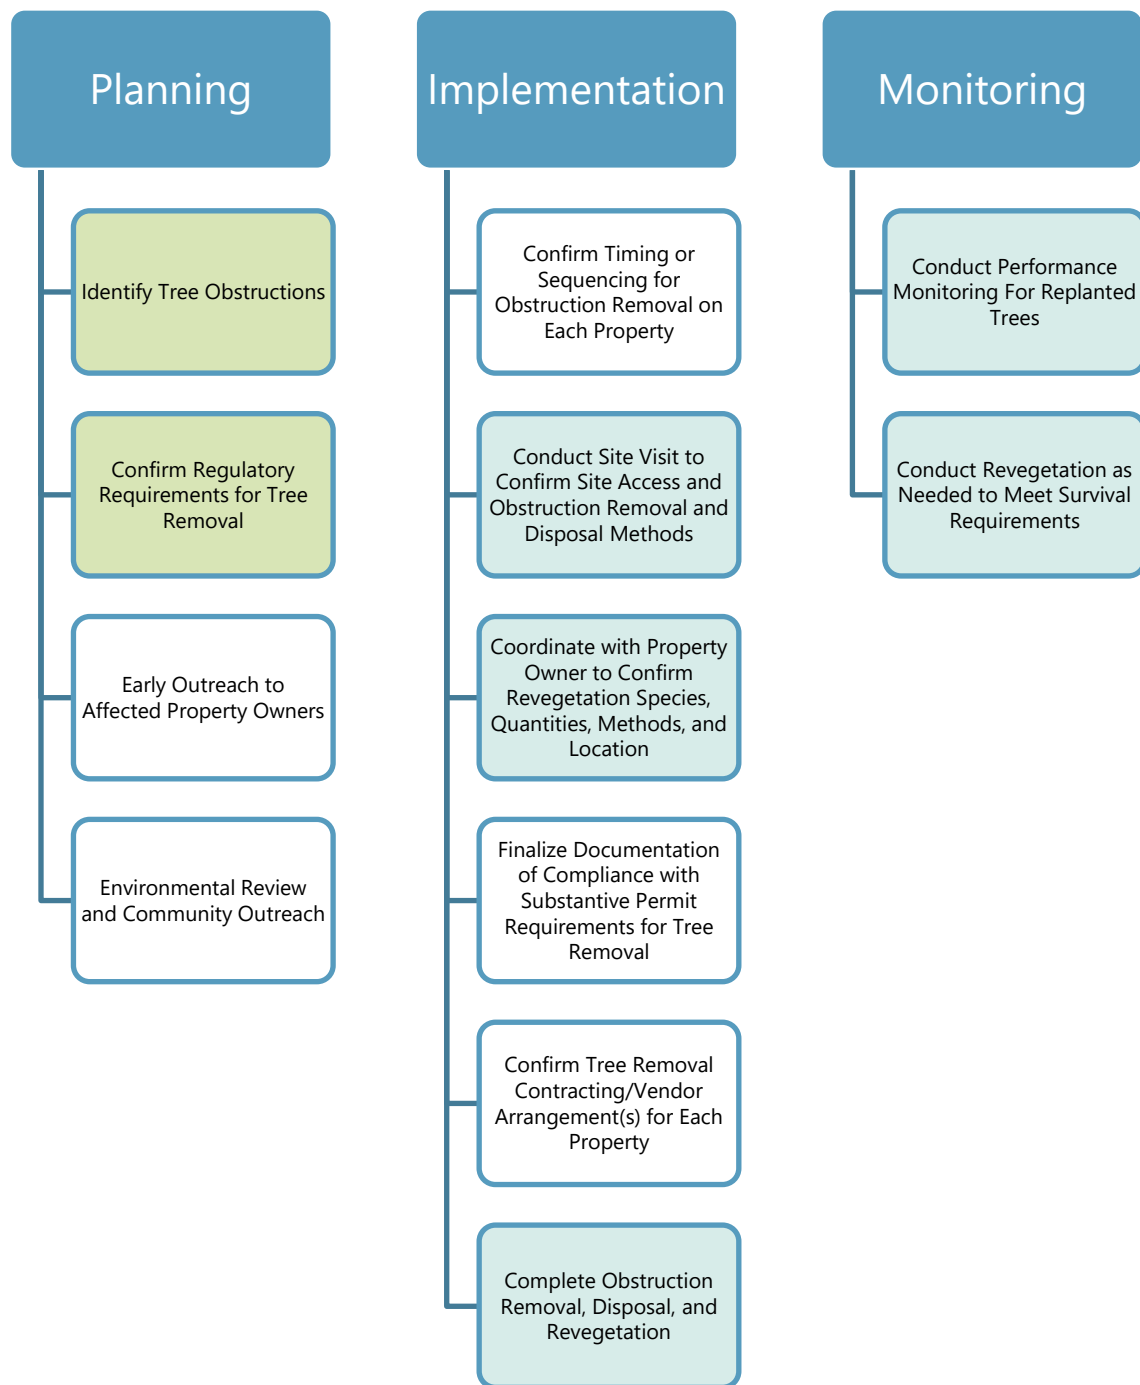 Planning
Identify Tree Obstructions
Confirm Regulatory
Requirements for Tree
Removal
Early Outreach to
Affected Property Owners
Environmental Review
and Community Outreach
Implementation
Confirm Timing or
Sequencing for
Obstruction Removal on
Each Property
Conduct Site Visit to
Confirm Site Access and
Obstruction Removal and
Disposal Methods
Coordinate with Property
Owner to Confirm
Revegetation Species,
Quantities, Methods, and
Location
Finalize Documentation
of Compliance with
Substantive Permit
Requirements for Tree
Removal
Confirm Tree Removal
Contracting/Vendor
Arrangement(s) for Each
Property
Complete Obstruction
Removal, Disposal, and
Revegetation
Monitoring
Conduct Performance
Monitoring For Replanted
Trees
Conduct Revegetation as
Needed to Meet Survival
Requirements